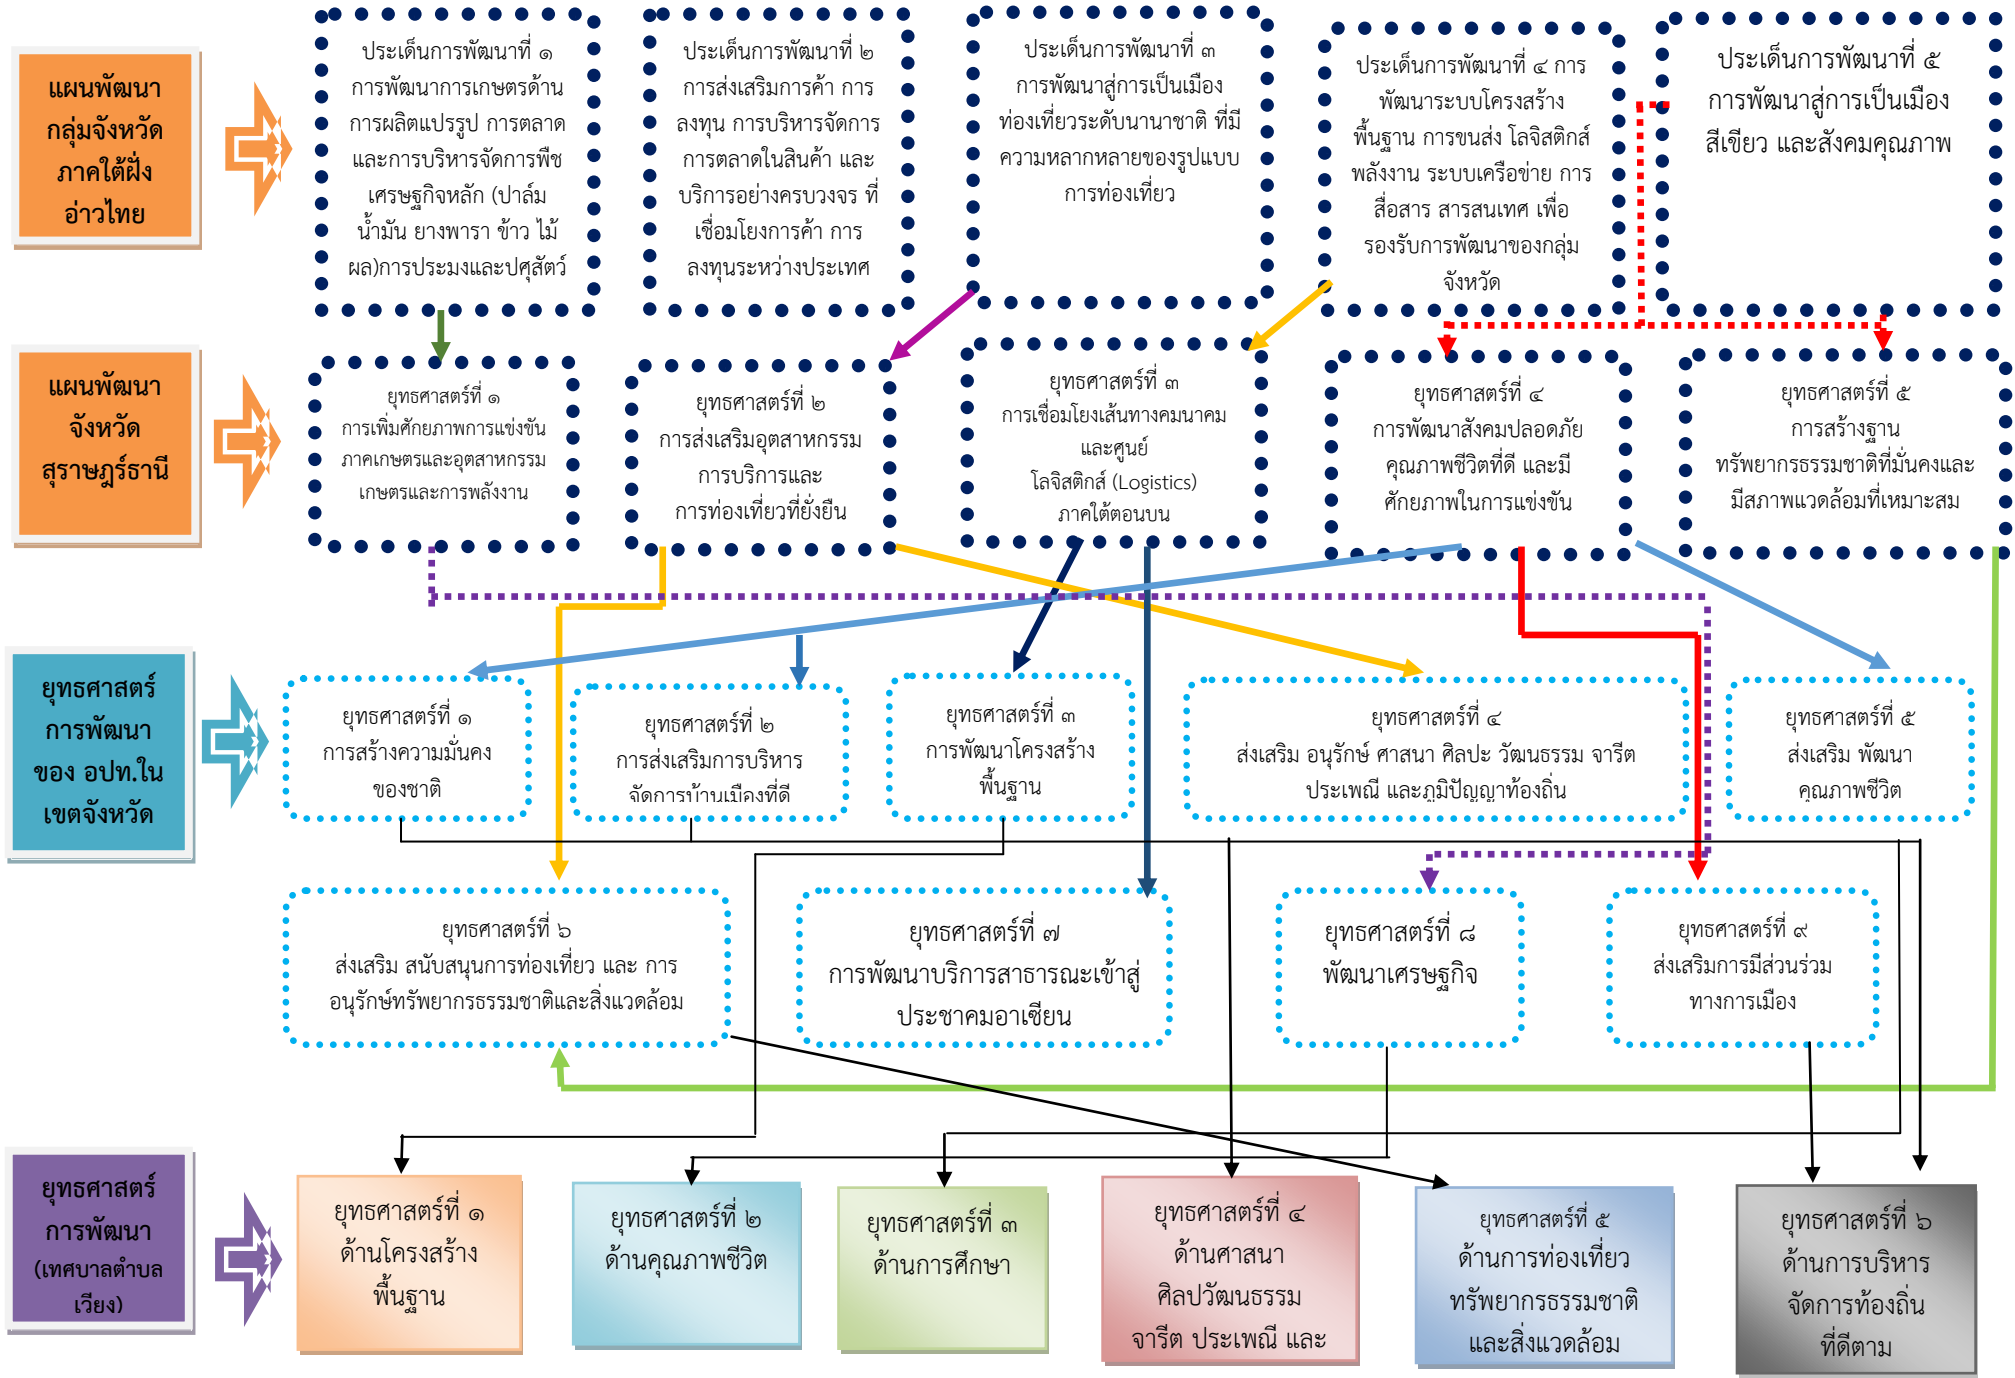 แผนพัฒนา
กลุ่มจังหวัด
ภาคใต้ฝั่ง
อ่าวไทย
ประเด็นการพัฒนาที่ ๑
การพัฒนาการเกษตรด้าน
การผลิตแปรรูป การตลาด
และการบริหารจัดการพืช
เศรษฐกิจหลัก (ปาล์ม
น้ำมัน ยางพารา ข้าว ไม้
ผล)การประมงและปศุสัตว์
ประเด็นการพัฒนาที่ ๒
การส่งเสริมการค้า การ
ลงทุน การบริหารจัดการ
การตลาดในสินค้า และ
บริการอย่างครบวงจร ที่
เชื่อมโยงการค้า การ
ลงทุนระหว่างประเทศ
ประเด็นการพัฒนาที่ ๓
การพัฒนาสู่การเป็นเมือง
ท่องเที่ยวระดับนานาชาติ ที่มี
ความหลากหลายของรูปแบบ
การท่องเที่ยว
ประเด็นการพัฒนาที่ ๔ การ
พัฒนาระบบโครงสร้าง
พื้นฐาน การขนส่ง โลจิสติกส์
พลังงาน ระบบเครือข่าย การ
สื่อสาร สารสนเทศ เพื่อ
รองรับการพัฒนาของกลุ่ม
จังหวัด
ประเด็นการพัฒนาที่ ๕
การพัฒนาสู่การเป็นเมือง
สีเขียว และสังคมคุณภาพ
แผนพัฒนา
จังหวัด
สุราษฎร์ธานี
ยุทธศาสตร์ที่ ๑
การเพิ่มศักยภาพการแข่งขัน
ภาคเกษตรและอุตสาหกรรม
เกษตรและการพลังงาน
ยุทธศาสตร์ที่ ๒
การส่งเสริมอุตสาหกรรม
การบริการและ
การท่องเที่ยวที่ยั่งยืน
ยุทธศาสตร์ที่ ๓
การเชื่อมโยงเส้นทางคมนาคม
และศูนย์
โลจิสติกส์ (Logistics)
ภาคใต้ตอนบน
ยุทธศาสตร์ที่ ๔
การพัฒนาสังคมปลอดภัย
คุณภาพชีวิตที่ดี และมี
ศักยภาพในการแข่งขัน
ยุทธศาสตร์ที่ ๕
การสร้างฐาน
ทรัพยากรธรรมชาติที่มั่นคงและ
มีสภาพแวดล้อมที่เหมาะสม
ยุทธศาสตร์
การพัฒนา
ของ อปท.ใน
เขตจังหวัด
ยุทธศาสตร์ที่ ๑
การสร้างความมั่นคง
ของชาติ
ยุทธศาสตร์ที่ ๒
การส่งเสริมการบริหาร
จัดการบ้านเมืองที่ดี
ยุทธศาสตร์ที่ ๓
การพัฒนาโครงสร้าง
พื้นฐาน
ยุทธศาสตร์ที่ ๔
ส่งเสริม อนุรักษ์ ศาสนา ศิลปะ วัฒนธรรม จารีต
ประเพณี และภูมิปัญญาท้องถิ่น
ยุทธศาสตร์ที่ ๕
ส่งเสริม พัฒนา
คุณภาพชีวิต
ยุทธศาสตร์ที่ ๖
ส่งเสริม สนับสนุนการท่องเที่ยว และ การ
อนุรักษ์ทรัพยากรธรรมชาติและสิ่งแวดล้อม
ยุทธศาสตร์ที่ ๗
การพัฒนาบริการสาธารณะเข้าสู่
ประชาคมอาเซียน
ยุทธศาสตร์ที่ ๘
พัฒนาเศรษฐกิจ
ยุทธศาสตร์ที่ ๙
ส่งเสริมการมีส่วนร่วม
ทางการเมือง
ยุทธศาสตร์
การพัฒนา
(เทศบาลตำบล
เวียง)
ยุทธศาสตร์ที่ ๑
ด้านโครงสร้าง
พื้นฐาน
ยุทธศาสตร์ที่ ๒
ด้านคุณภาพชีวิต
ยุทธศาสตร์ที่ ๓
ด้านการศึกษา
ยุทธศาสตร์ที่ ๔
ด้านศาสนา
ศิลปวัฒนธรรม
จารีต ประเพณี และ
ยุทธศาสตร์ที่ ๕
ด้านการท่องเที่ยว
ทรัพยากรธรรมชาติ
และสิ่งแวดล้อม
ยุทธศาสตร์ที่ ๖
ด้านการบริหาร
จัดการท้องถิ่น
ที่ดีตาม